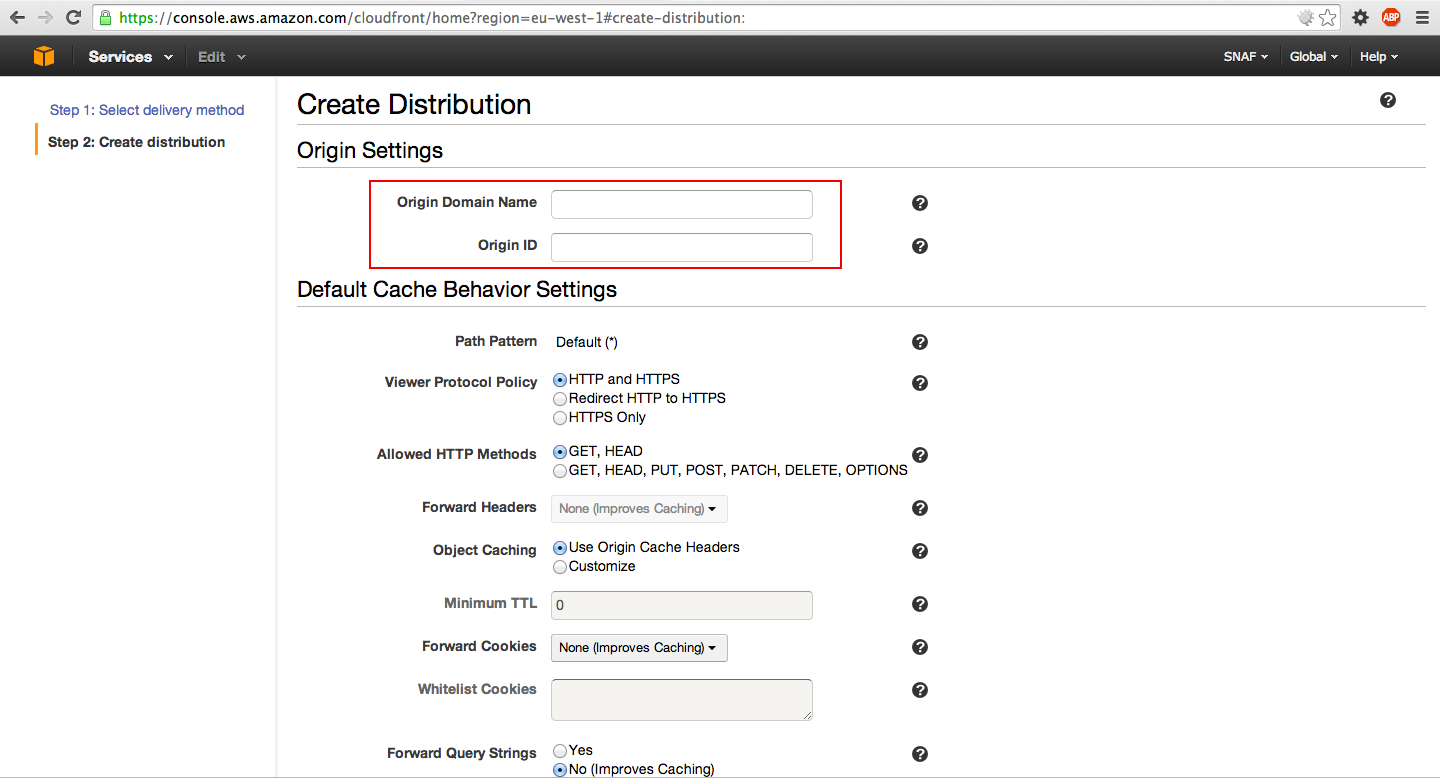 https://console.aws.amazon.com/cloudfront/home?region=eu-west-1#create-distribution:
ABP
Services Edit SNAF Global Help
Step 1: Select delivery method
Step 2: Create distribution
Create Distribution ?
Origin Settings
Origin Domain Name ?
Origin ID ?
Default Cache Behavior Settings
Path Pattern Default (*) ?
Viewer Protocol Policy HTTP and HTTPS ?
Redirect HTTP to HTTPS
HTTPS Only
Allowed HTTP Methods GET, HEAD ?
GET, HEAD, PUT, POST, PATCH, DELETE, OPTIONS
Forward Headers None (Improves Caching) ?
Object Caching Use Origin Cache Headers ?
Customize
Minimum TTL 0 ?
Forward Cookies None (Improves Caching) ?
Whitelist Cookies ?
Forward Query Strings Yes ?
No (Improves Caching)